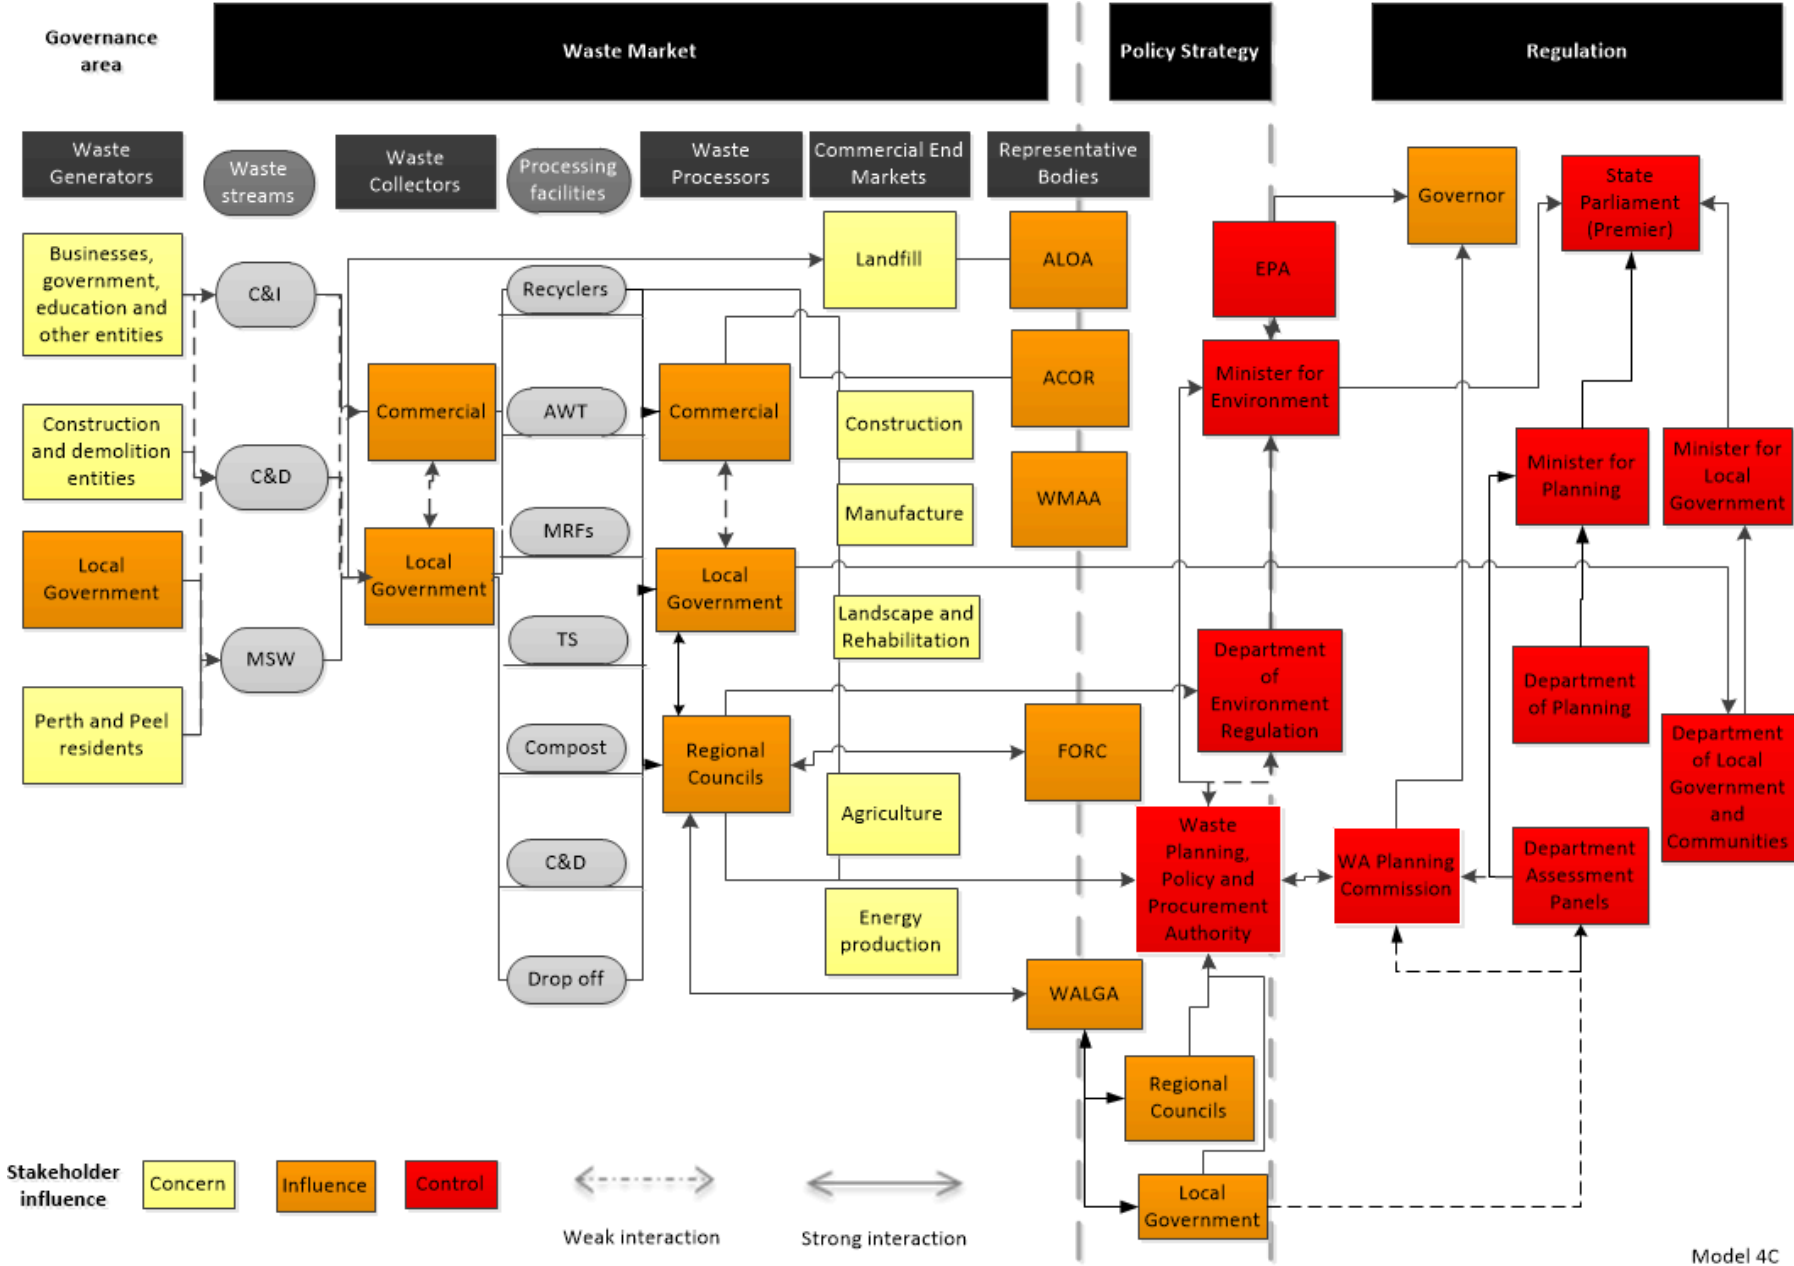 Governance
area
Waste Market
Policy Strategy
Regulation
Waste
Generators
Waste
streams
Waste
Collectors
Processing
facilities
Waste
Processors
Commercial End
Markets
Representative
Bodies
Businesses,
government,
education and
other entities
Construction
and demolition
entities
Local
Government
Perth and Peel
residents
C&I
C&D
MSW
Commercial
Local
Government
Recyclers
AWT
MRFs
TS
Compost
C&D
Drop off
Commercial
Local
Government
Regional
Councils
Landfill
Construction
Manufacture
Landscape and
Rehabilitation
Agriculture
Energy
production
ALOA
ACOR
WMAA
FORC
WALGA
EPA
Minister for
Environment
Department
of
Environment
Regulation
Waste
Planning,
Policy and
Procurement
Authority
Regional
Councils
Local
Government
Governor
State
Parliament
(Premier)
Minister for
Planning
Minister for
Local
Government
Department
of Planning
Department
of Local
Government
and
Communities
WA Planning
Commission
Department
Assessment
Panels
Stakeholder
influence
Concern
Influence
Control
Weak interaction
Strong interaction
Model 4C